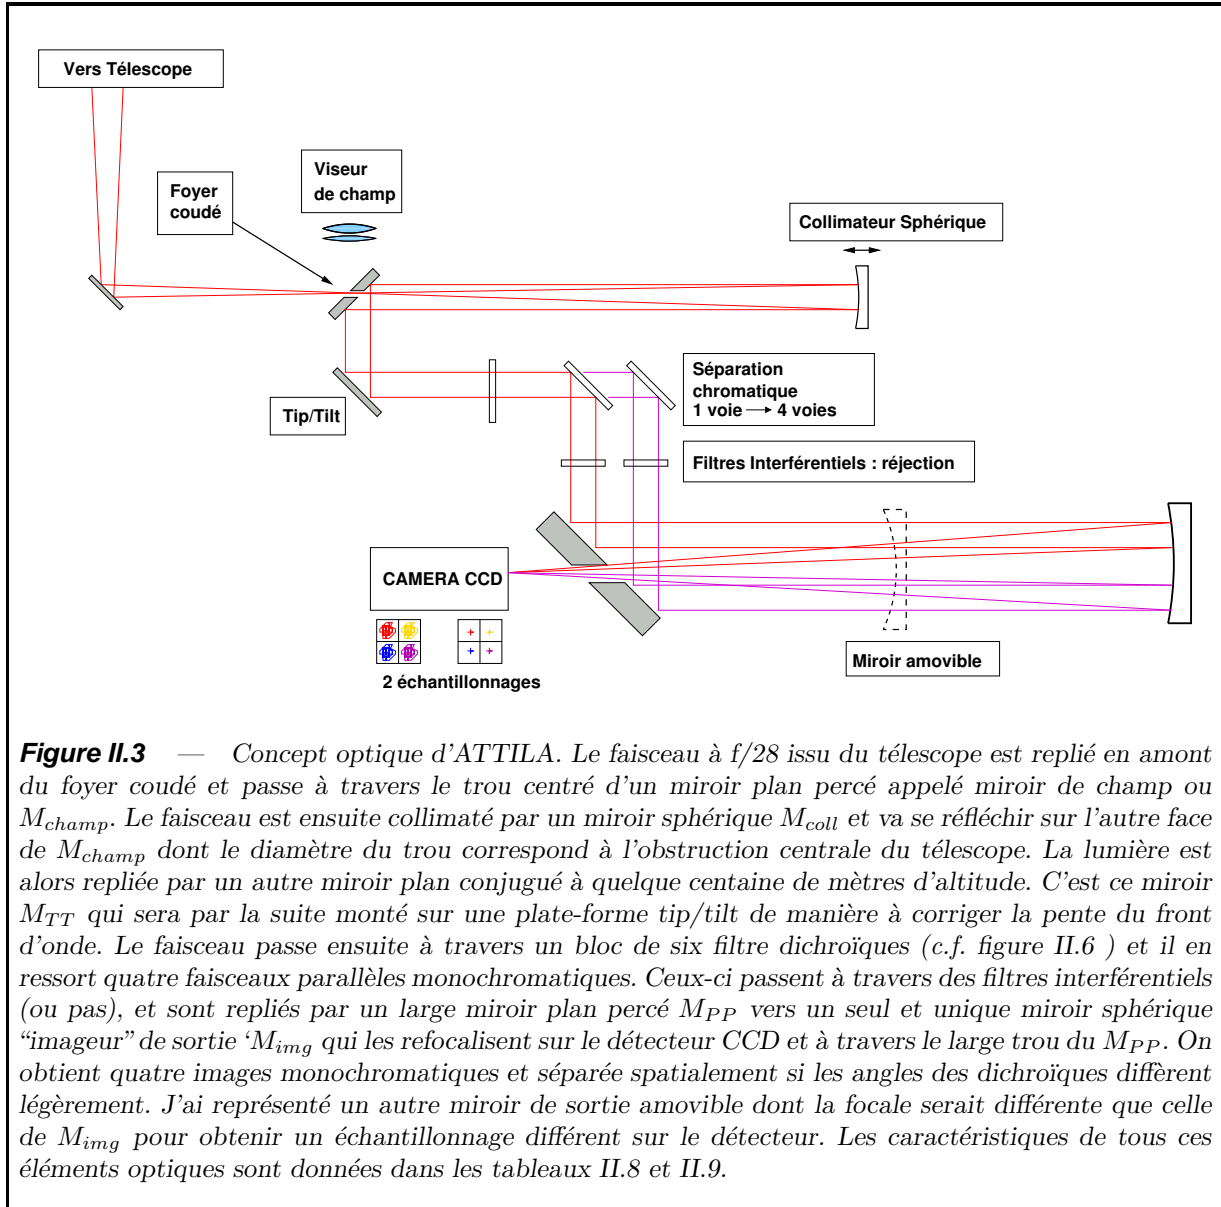 Vers Télescope
Viseur
de champ
Foyer
coudé
Collimateur Sphérique
Séparation
chromatique
1 voie → 4 voies
Tip/Tilt
Filtres Interférentiels : réjection
CAMERA CCD
Miroir amovible
2 échantillonnages
Figure II.3 — Concept optique d'ATTILA. Le faisceau à f/28 issu du télescope est replié en amont
du foyer coudé et passe à travers le trou centré d'un miroir plan percé appelé miroir de champ ou
M_champ. Le faisceau est ensuite collimaté par un miroir sphérique M_coll et va se réfléchir sur l'autre face
de M_champ dont le diamètre du trou correspond à l'obstruction centrale du télescope. La lumière est
alors repliée par un autre miroir plan conjugué à quelque centaine de mètres d'altitude. C'est ce miroir
M_TT qui sera par la suite monté sur une plate-forme tip/tilt de manière à corriger la pente du front
d'onde. Le faisceau passe ensuite à travers un bloc de six filtre dichroïques (c.f. figure II.6 ) et il en
ressort quatre faisceaux parallèles monochromatiques. Ceux-ci passent à travers des filtres interférentiels
(ou pas), et sont repliés par un large miroir plan percé M_PP vers un seul et unique miroir sphérique
“imageur” de sortie ‘M_img qui les refocalisent sur le détecteur CCD et à travers le large trou du M_PP. On
obtient quatre images monochromatiques et séparée spatialement si les angles des dichroïques diffèrent
légèrement. J'ai représenté un autre miroir de sortie amovible dont la focale serait différente que celle
de M_img pour obtenir un échantillonnage différent sur le détecteur. Les caractéristiques de tous ces
éléments optiques sont données dans les tableaux II.8 et II.9.